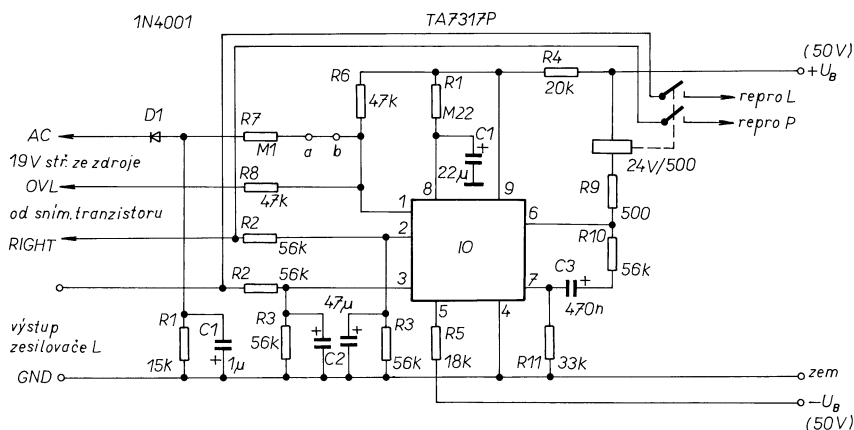 1N4001
TA7317P
(50V)
+U_B
R4
20k
R6
47k
R1
M22
repro L
repro P
D1
AC
R7
M1
a
b
C1
+
22μ
24V/500
19V stř. ze zdroje
OVL
R8
47k
8
9
R9
500
od sním. tranzistoru
RIGHT
R2
56k
1
2
IO
6
R10
56k
R2
56k
3
7
C3
+
470n
výstup
zesilovače L
R1
15k
C1
+
1μ
R3
56k
47μ
+
+
C2
R3
56k
5
4
R5
18k
R11
33k
GND
zem
−U_B
(50V)